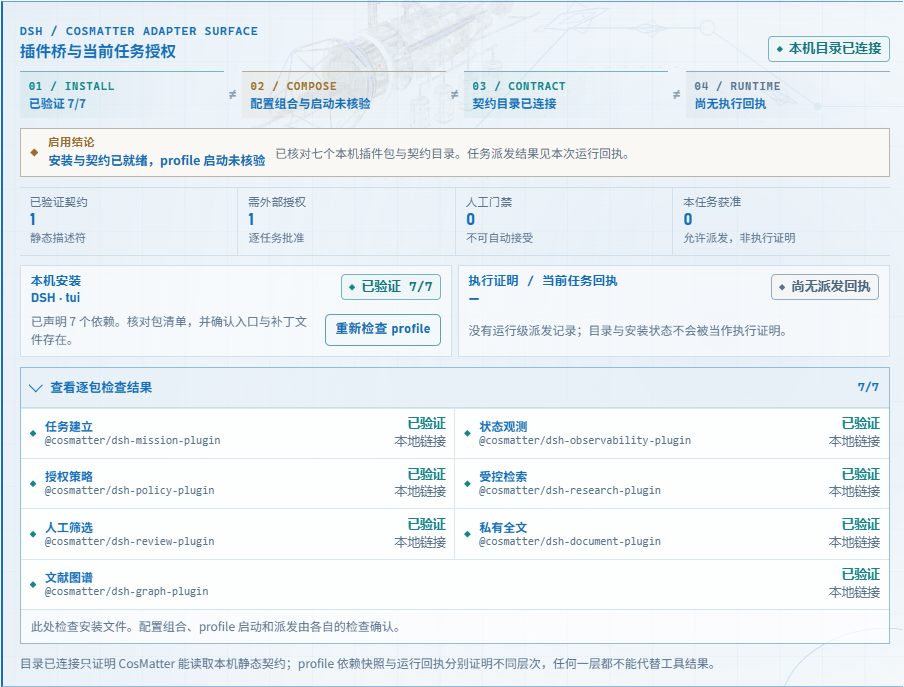 DSH / COSMATTER ADAPTER SURFACE
插件桥与当前任务授权
本机目录已连接
01 / INSTALL
已验证 7/7
≠
02 / COMPOSE
配置组合与启动未核验
≠
03 / CONTRACT
契约目录已连接
≠
04 / RUNTIME
尚无执行回执
启用结论
安装与契约已就绪，profile 启动未核验
已核对七个本机插件包与契约目录。任务派发结果见本次运行回执。
已验证契约
1
静态描述符
需外部授权
1
逐任务批准
人工门禁
0
不可自动接受
本任务获准
0
允许派发，非执行证明
本机安装
DSH · tui
已验证 7/7
已声明 7 个依赖。核对包清单，并确认入口与补丁文
件存在。
重新检查 profile
执行证明 / 当前任务回执
—
尚无派发回执
没有运行级派发记录；目录与安装状态不会被当作执行证明。
查看逐包检查结果
7/7
任务建立
@cosmatter/dsh-mission-plugin
已验证
本地链接
状态观测
@cosmatter/dsh-observability-plugin
已验证
本地链接
授权策略
@cosmatter/dsh-policy-plugin
已验证
本地链接
受控检索
@cosmatter/dsh-research-plugin
已验证
本地链接
人工筛选
@cosmatter/dsh-review-plugin
已验证
本地链接
私有全文
@cosmatter/dsh-document-plugin
已验证
本地链接
文献图谱
@cosmatter/dsh-graph-plugin
已验证
本地链接
此处检查安装文件。配置组合、profile 启动和派发由各自的检查确认。
目录已连接只证明 CosMatter 能读取本机静态契约；profile 依赖快照与运行回执分别证明不同层次，任何一层都不能代替工具结果。